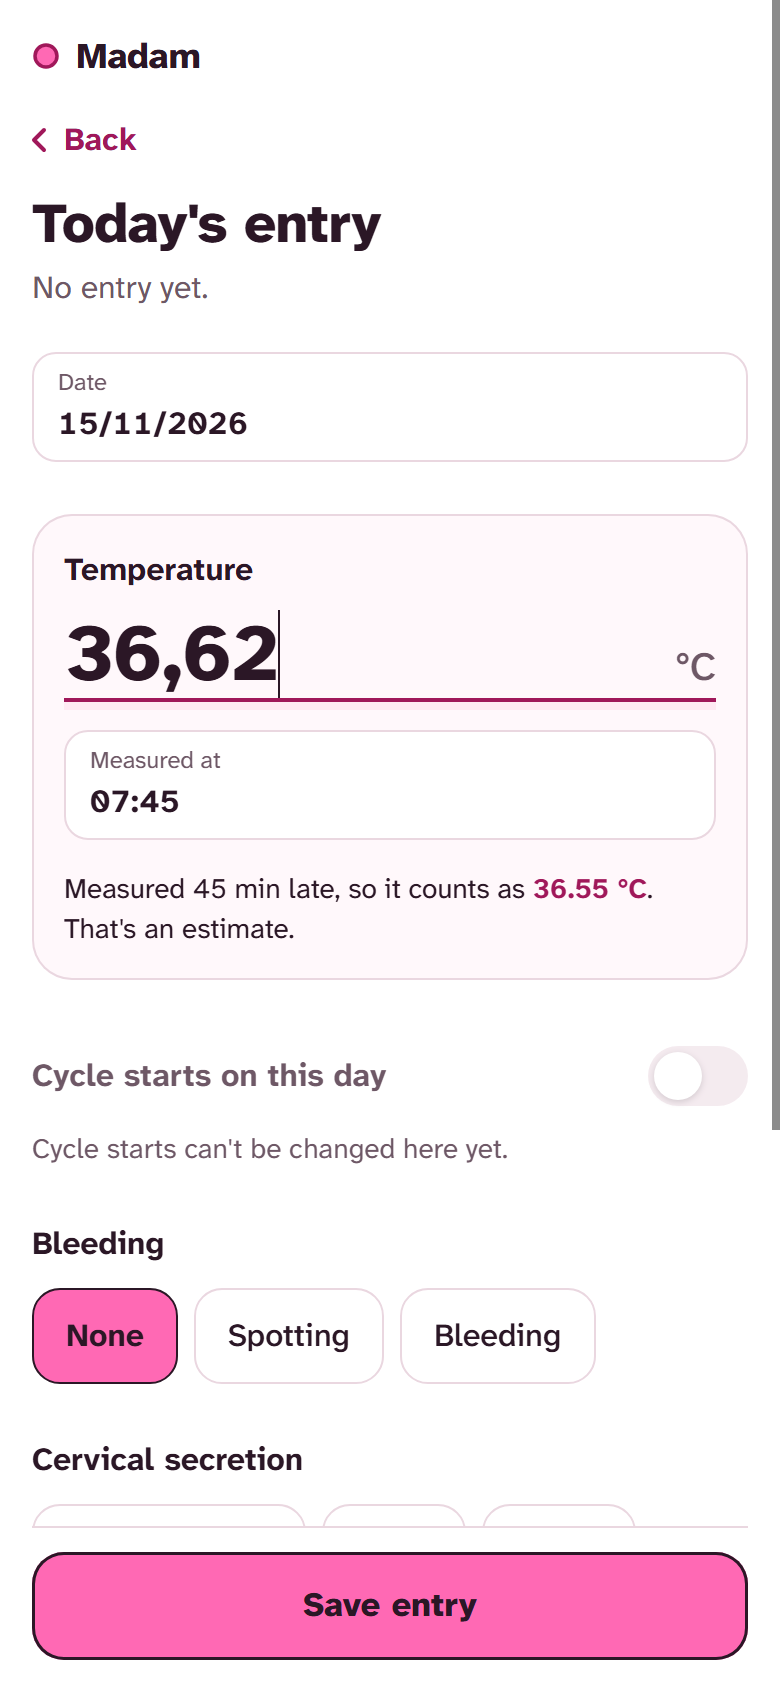 Madam
Back
Today's entry
No entry yet.
Date
15/11/2026
Temperature
36,62
°C
Measured at
07:45
Measured 45 min late, so it counts as 36.55 °C.
That's an estimate.
Cycle starts on this day
Cycle starts can't be changed here yet.
Bleeding
None
Spotting
Bleeding
Cervical secretion
Save entry